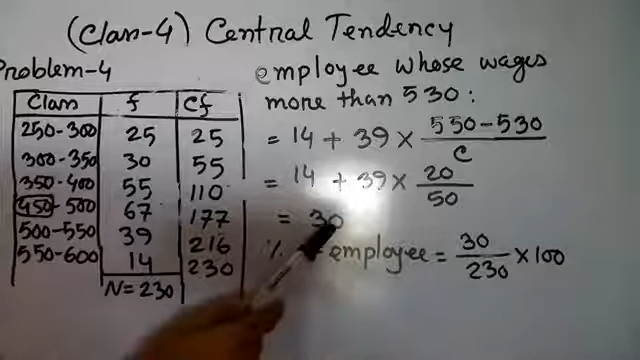 (Class-4) Central Tendency
Problem-4
Class f Cf
250-300 25 25
300-350 30 55
350-400 55 110
450-500 67 177
500-550 39 216
550-600 14 230
N=230
employee whose wages
more than 530:
= 14 + 39 × 550-530 / C
= 14 + 39 × 20 / 50
= 30
% employee = 30 / 230 × 100